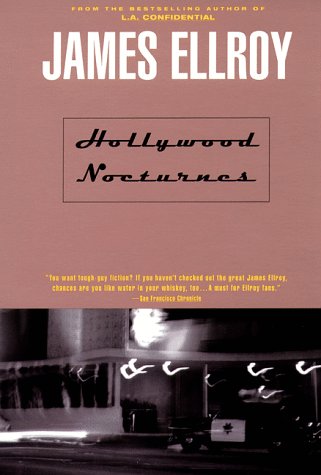 FROM THE BESTSELLING AUTHOR OF
L.A. CONFIDENTIAL
JAMES ELLROY
Hollywood
Nocturnes
"You want tough-guy fiction? If you haven't checked out the great James Ellroy,
chances are you like water in your whiskey, too...A must for Ellroy fans."
—San Francisco Chronicle